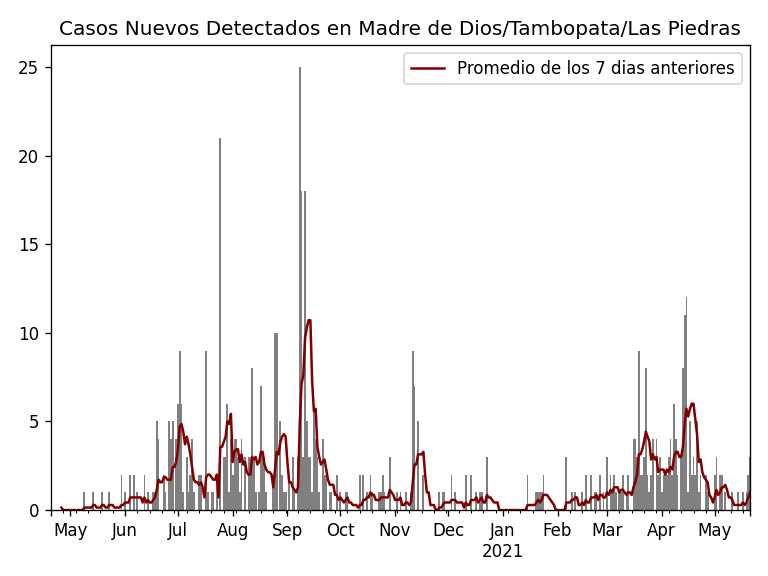 Casos Nuevos Detectados en Madre de Dios/Tambopata/Las Piedras
Promedio de los 7 dias anteriores
25
20
15
10
5
0
May Jun Jul Aug Sep Oct Nov Dec Jan Feb Mar Apr May
2021